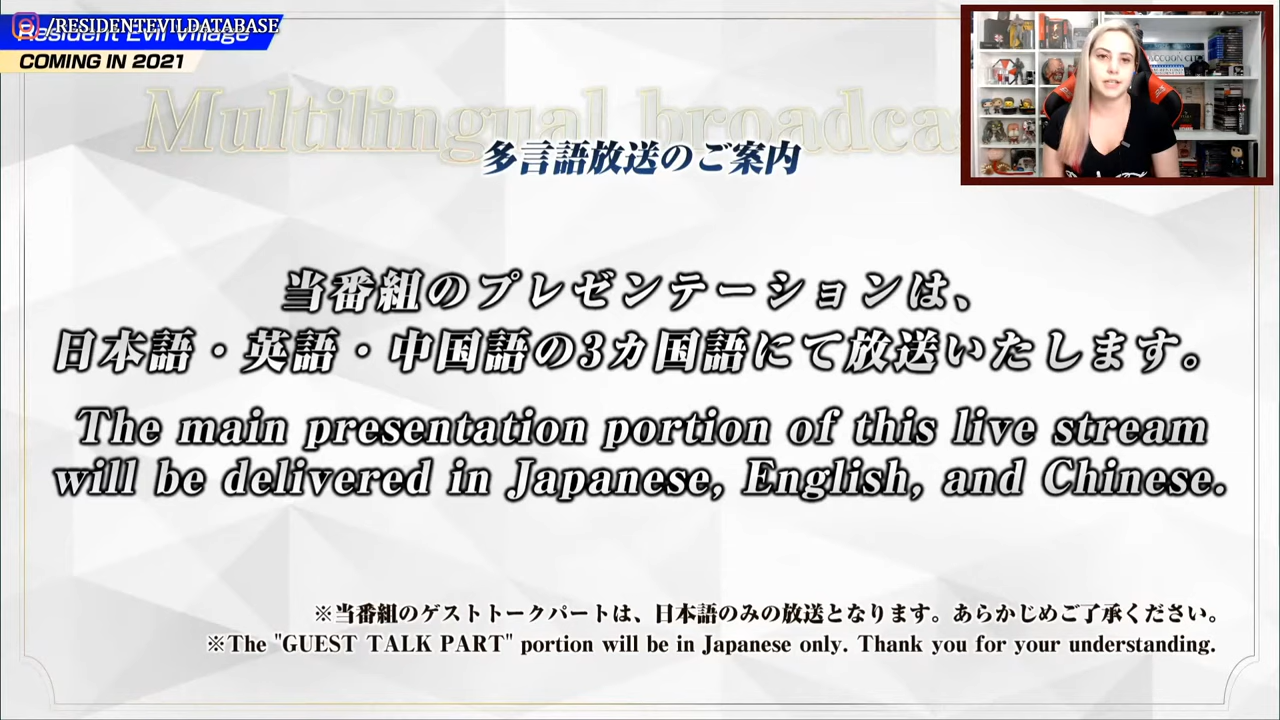 /RESIDENTEVILDATABASE
Resident Evil Village
COMING IN 2021
Multilingual broadca
多言語放送のご案内
当番組のプレゼンテーションは、
日本語・英語・中国語の3カ国語にて放送いたします。
The main presentation portion of this live stream
will be delivered in Japanese, English, and Chinese.
※当番組のゲストトークパートは、日本語のみの放送となります。あらかじめご了承ください。
※The "GUEST TALK PART" portion will be in Japanese only. Thank you for your understanding.